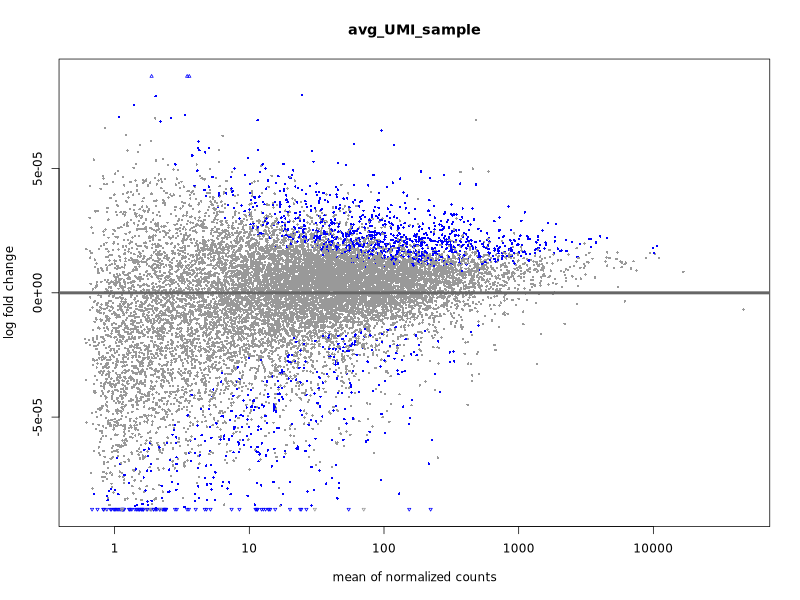 avg_UMI_sample
log fold change
5e-05
0e+00
-5e-05
1
10
100
1000
10000
mean of normalized counts